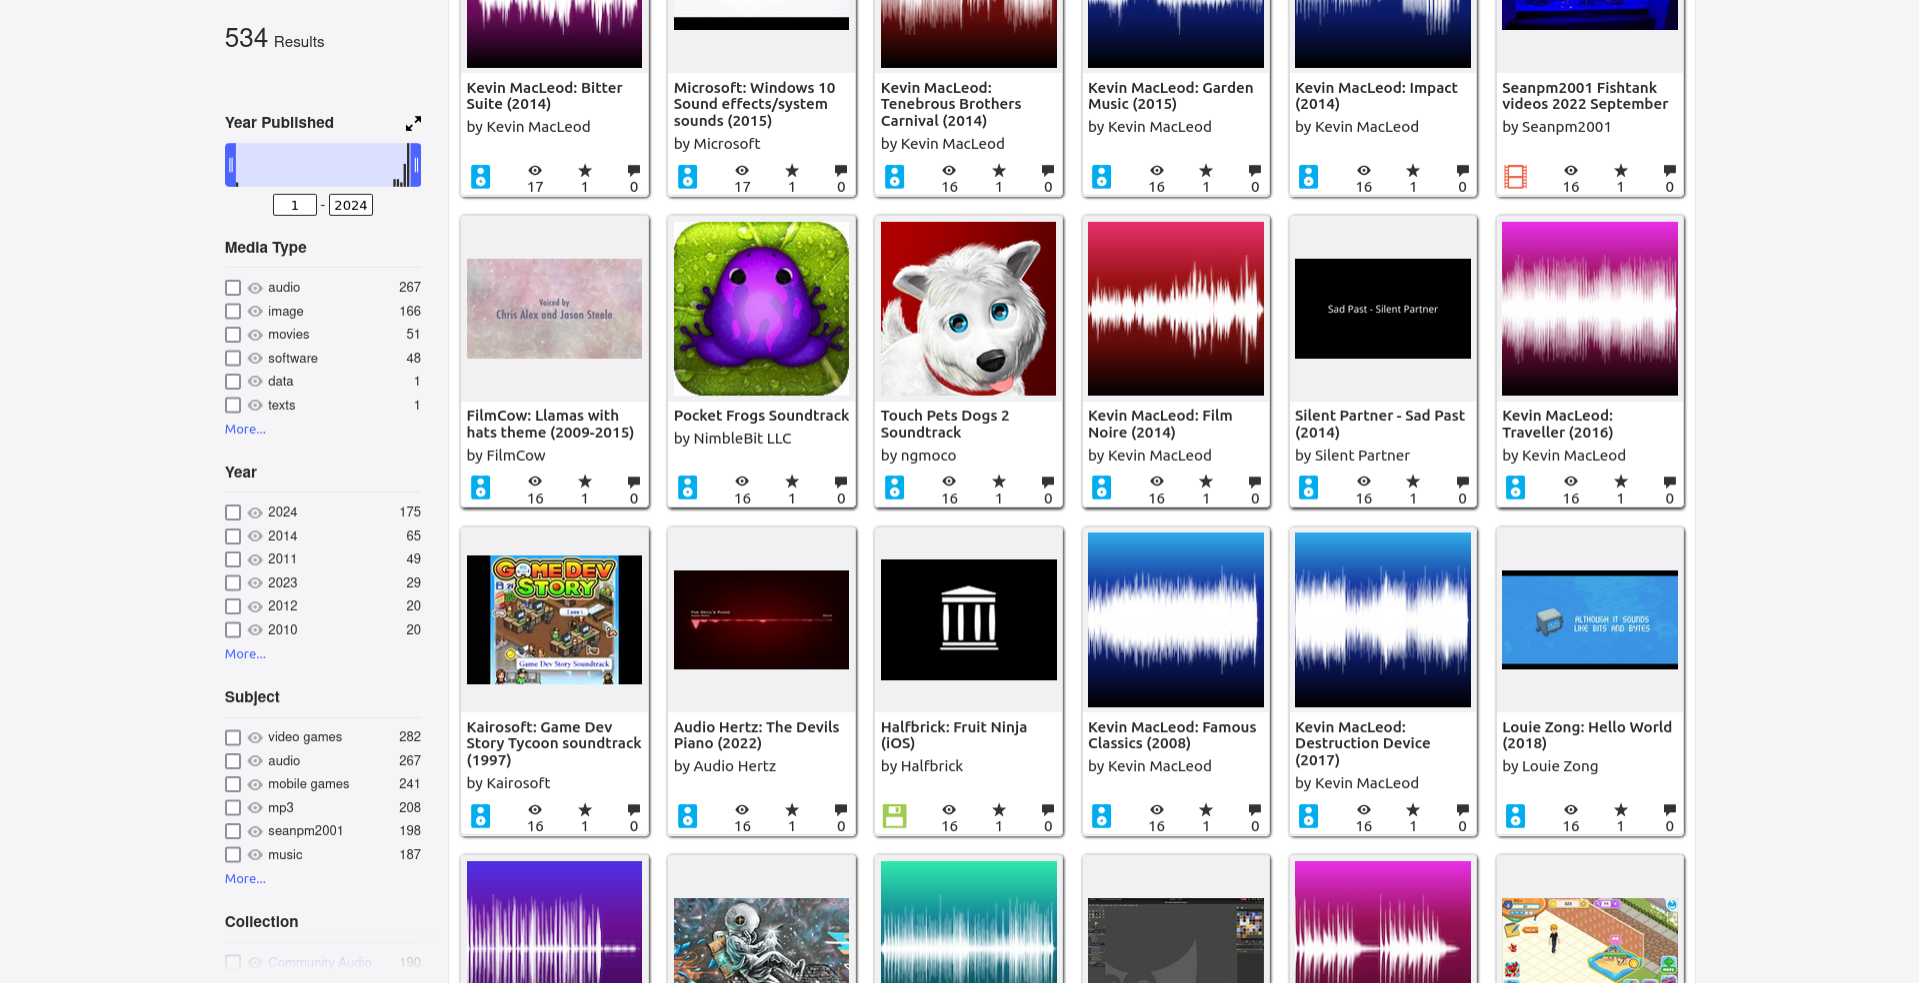 534 Results
Year Published
1 - 2024
Media Type
audio 267
image 166
movies 51
software 48
data 1
texts 1
More...
Year
2024 175
2014 65
2011 49
2023 29
2012 20
2010 20
More...
Subject
video games 282
audio 267
mobile games 241
mp3 208
seanpm2001 198
music 187
More...
Collection
Community Audio 190
Kevin MacLeod: Bitter
Suite (2014)
by Kevin MacLeod
17 1 0
Microsoft: Windows 10
Sound effects/system
sounds (2015)
by Microsoft
17 1 0
Kevin MacLeod:
Tenebrous Brothers
Carnival (2014)
by Kevin MacLeod
16 1 0
Kevin MacLeod: Garden
Music (2015)
by Kevin MacLeod
16 1 0
Kevin MacLeod: Impact
(2014)
by Kevin MacLeod
16 1 0
Seanpm2001 Fishtank
videos 2022 September
by Seanpm2001
16 1 0
Voiced by
Chris Alex and Jason Steele
FilmCow: Llamas with
hats theme (2009-2015)
by FilmCow
16 1 0
Pocket Frogs Soundtrack
by NimbleBit LLC
16 1 0
Touch Pets Dogs 2
Soundtrack
by ngmoco
16 1 0
Kevin MacLeod: Film
Noire (2014)
by Kevin MacLeod
16 1 0
Sad Past - Silent Partner
Silent Partner - Sad Past
(2014)
by Silent Partner
16 1 0
Kevin MacLeod:
Traveller (2016)
by Kevin MacLeod
16 1 0
GAME DEV
STORY
Game Dev Story Soundtrack
Kairosoft: Game Dev
Story Tycoon soundtrack
(1997)
by Kairosoft
16 1 0
THE DEVIL'S PIANO
Audio Hertz: The Devils
Piano (2022)
by Audio Hertz
16 1 0
Halfbrick: Fruit Ninja
(iOS)
by Halfbrick
16 1 0
Kevin MacLeod: Famous
Classics (2008)
by Kevin MacLeod
16 1 0
Kevin MacLeod:
Destruction Device
(2017)
by Kevin MacLeod
16 1 0
ALTHOUGH IT SOUNDS
LIKE BITS AND BYTES
Louie Zong: Hello World
(2018)
by Louie Zong
16 1 0